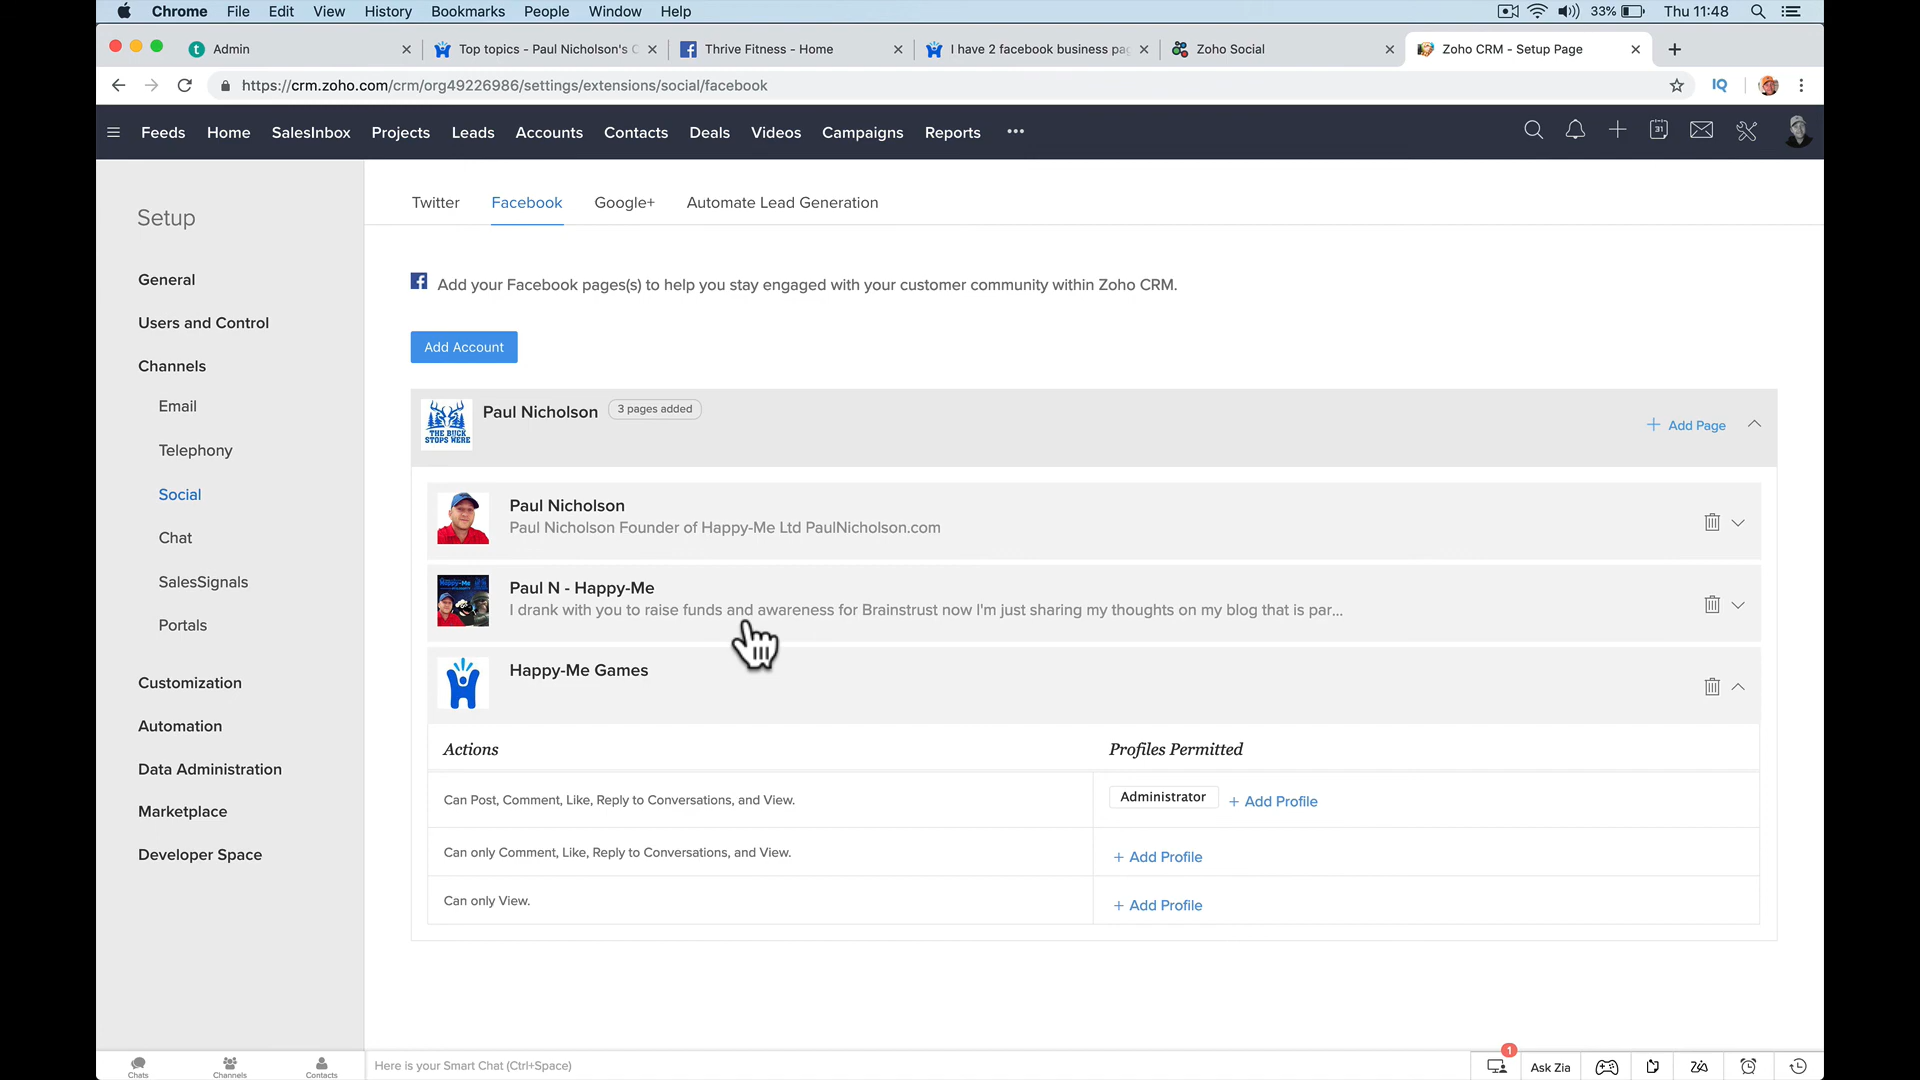 Chrome File Edit View History Bookmarks People Window Help 33% Thu 11:48
Admin Top topics - Paul Nicholson's C Thrive Fitness - Home I have 2 facebook business pag Zoho Social Zoho CRM - Setup Page
https://crm.zoho.com/crm/org49226986/settings/extensions/social/facebook IQ
Feeds Home SalesInbox Projects Leads Accounts Contacts Deals Videos Campaigns Reports ••• 31
Twitter Facebook Google+ Automate Lead Generation
Setup
General
Users and Control
Channels
Email
Telephony
Social
Chat
SalesSignals
Portals
Customization
Automation
Data Administration
Marketplace
Developer Space
Add your Facebook pages(s) to help you stay engaged with your customer community within Zoho CRM.
Add Account
THE BUCK
STOPS HERE
Paul Nicholson 3 pages added
+ Add Page
Paul Nicholson
Paul Nicholson Founder of Happy-Me Ltd PaulNicholson.com
Paul N - Happy-Me
I drank with you to raise funds and awareness for Brainstrust now I'm just sharing my thoughts on my blog that is par...
Happy-Me Games
Actions Profiles Permitted
Can Post, Comment, Like, Reply to Conversations, and View. Administrator + Add Profile
Can only Comment, Like, Reply to Conversations, and View. + Add Profile
Can only View. + Add Profile
Chats Channels Contacts Here is your Smart Chat (Ctrl+Space) 1 Ask Zia